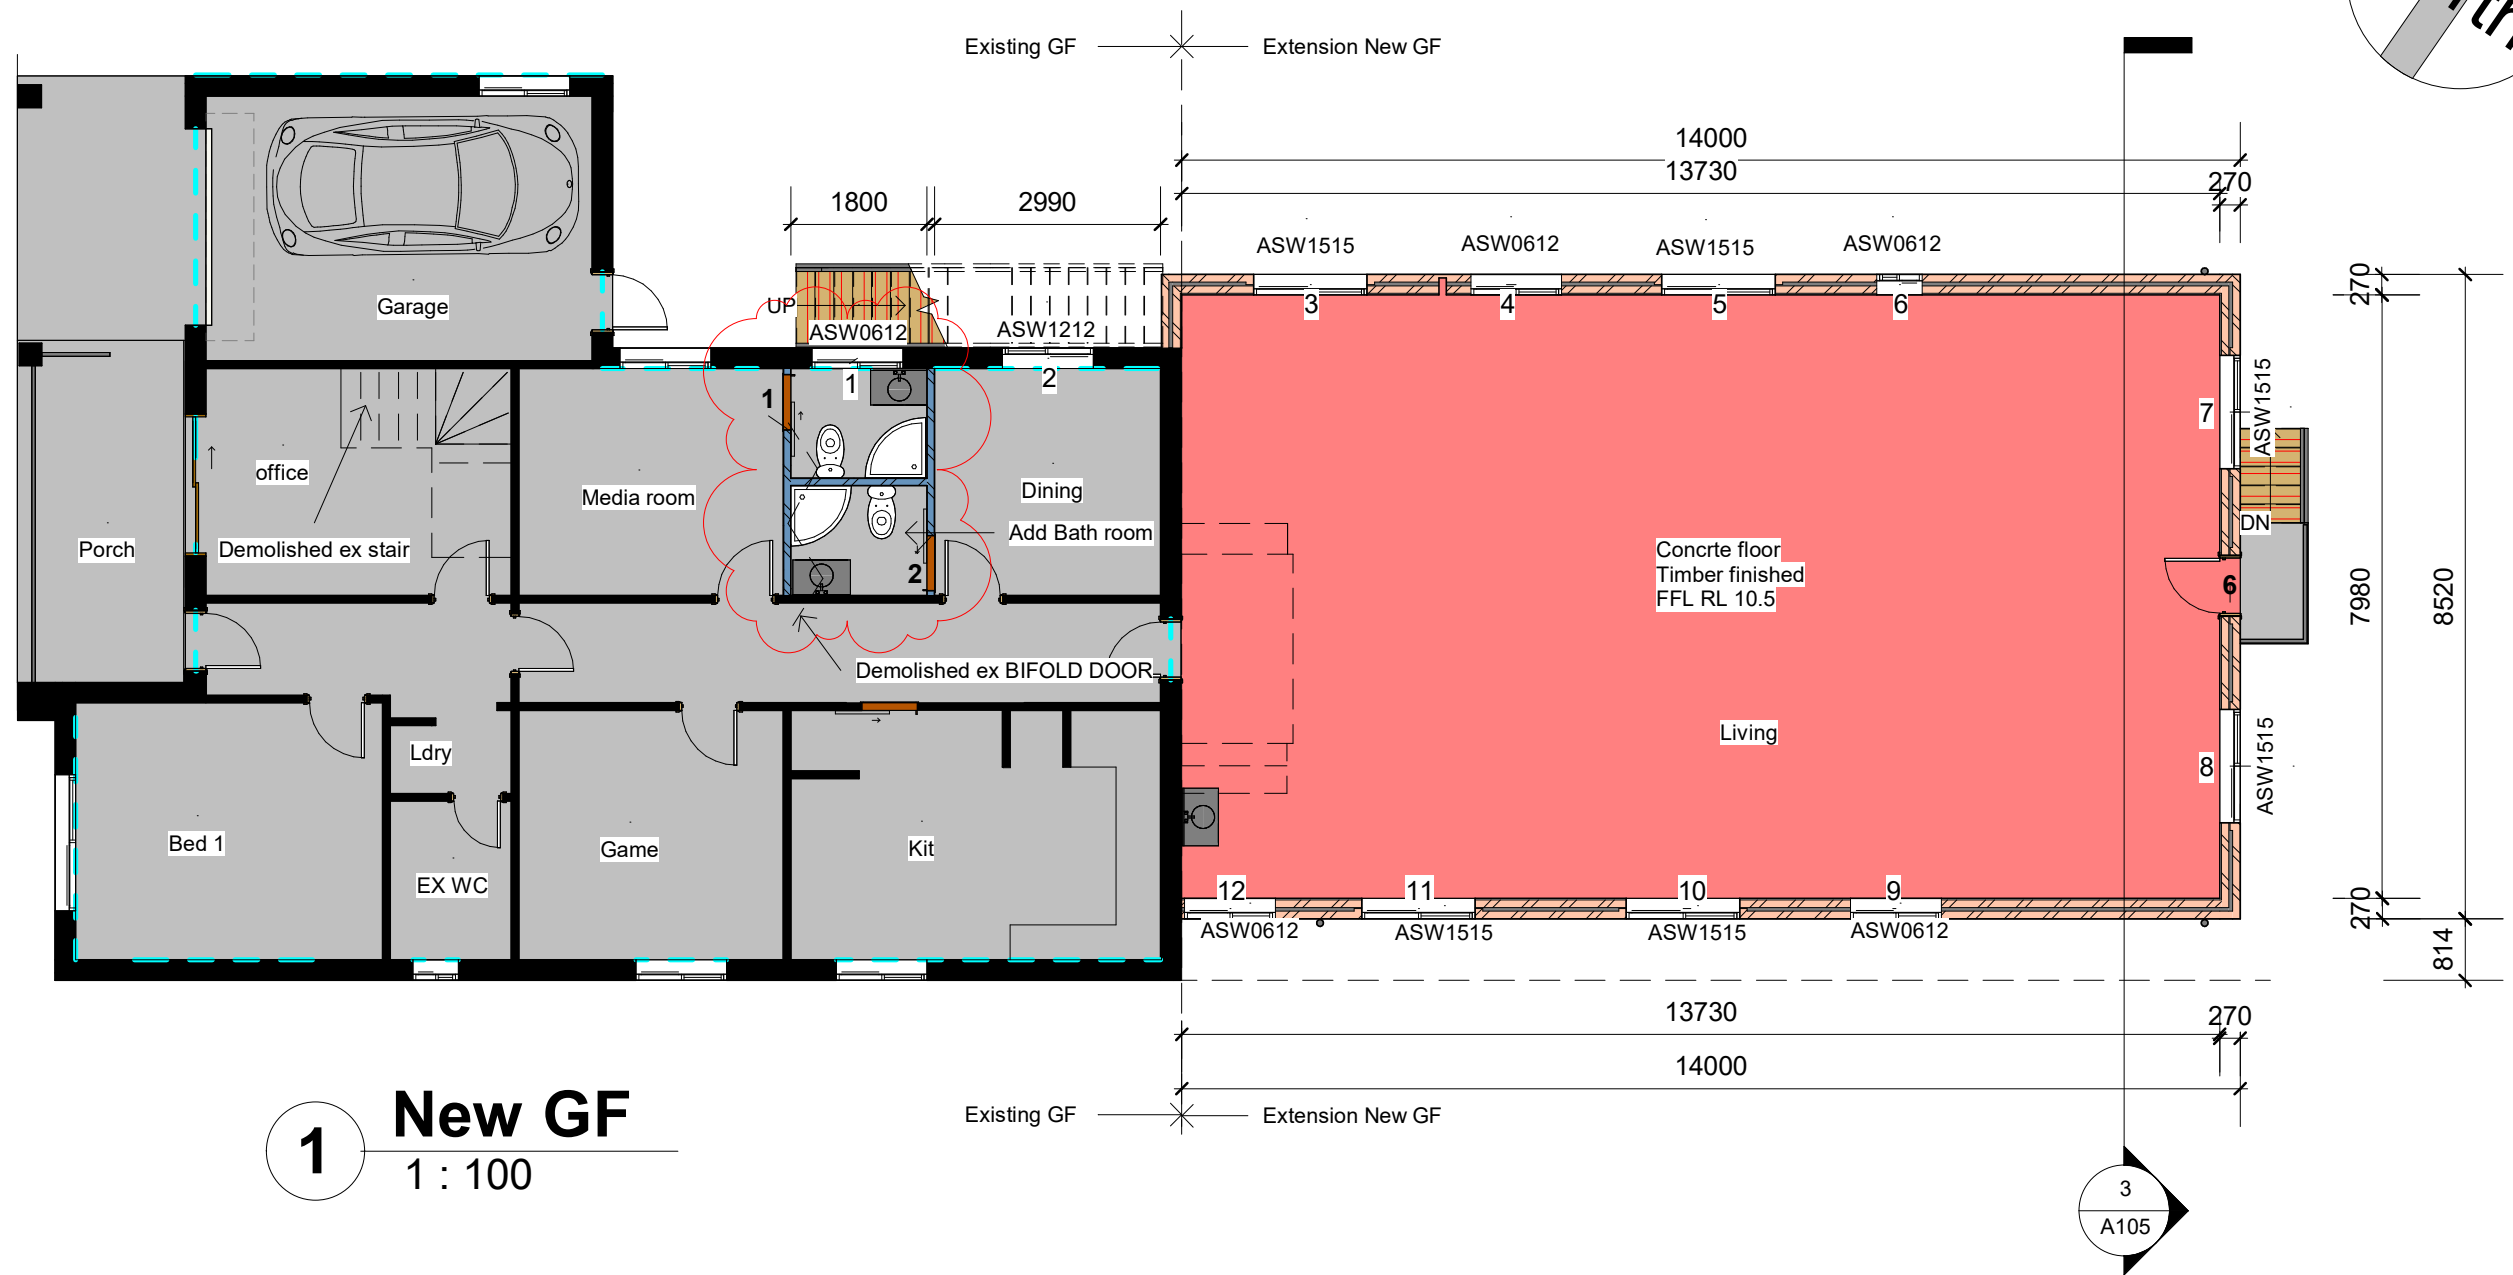 th
Existing GF
Extension New GF
14000
13730
270
1800
2990
ASW1515
ASW0612
ASW1515
ASW0612
270
3
4
5
6
Garage
UP
ASW0612
ASW1212
1
1
2
7
ASW1515
office
Media room
Dining
DN
Porch
Demolished ex stair
Add Bath room
2
Concrte floor
Timber finished
FFL RL 10.5
6
7980
8520
Demolished ex BIFOLD DOOR
Living
Ldry
8
ASW1515
Bed 1
Game
Kit
EX WC
12
11
10
9
ASW0612
ASW1515
ASW1515
ASW0612
270
814
13730
270
14000
Existing GF
Extension New GF
1
New GF
1 : 100
3
A105